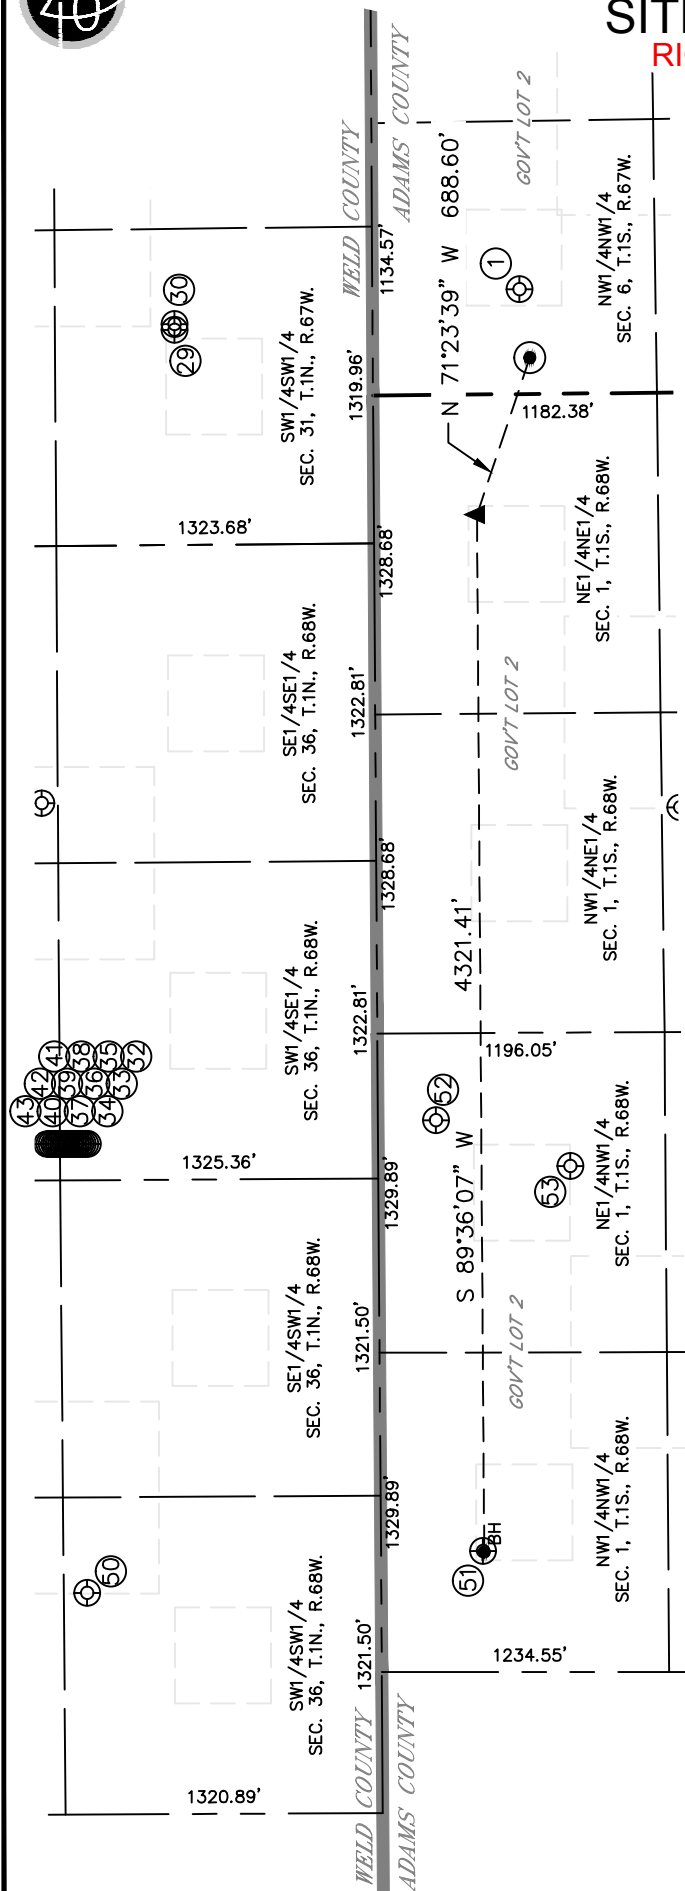 40
SIT
RI
WELD COUNTY
ADAMS COUNTY
GOV'T LOT 2
1134.57'
N 71°23'39" W 688.60'
1
NW1/4NW1/4
SEC. 6, T.1S., R.67W.
30
29
SW1/4SW1/4
SEC. 31, T.1N., R.67W.
1319.96'
1182.38'
1323.68'
1328.68'
NE1/4NE1/4
SEC. 1, T.1S., R.68W.
SE1/4SE1/4
SEC. 36, T.1N., R.68W.
1322.81'
GOV'T LOT 2
1328.68'
NW1/4NE1/4
SEC. 1, T.1S., R.68W.
4321.41'
SW1/4SE1/4
SEC. 36, T.1N., R.68W.
1322.81'
1196.05'
41
38
35
32
42
39
36
33
43
40
37
34
52
53
1325.36'
1329.89'
S 89°36'07" W
NE1/4NW1/4
SEC. 1, T.1S., R.68W.
SE1/4SW1/4
SEC. 36, T.1N., R.68W.
1321.50'
GOV'T LOT 2
1329.89'
50
51
BH
NW1/4NW1/4
SEC. 1, T.1S., R.68W.
SW1/4SW1/4
SEC. 36, T.1N., R.68W.
1321.50'
1234.55'
1320.89'
WELD COUNTY
ADAMS COUNTY